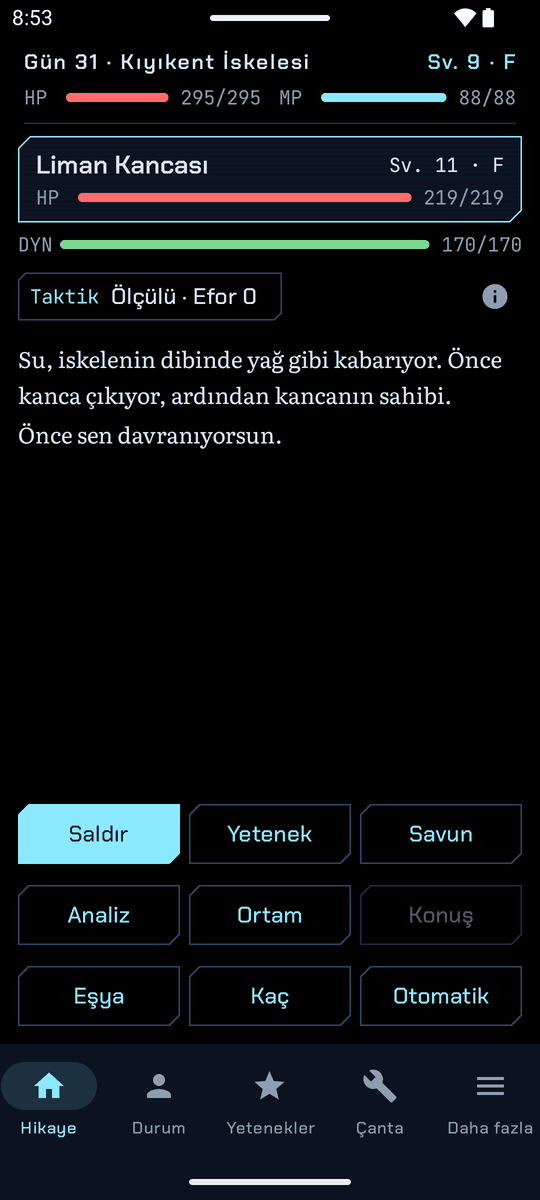 8:53
Gün 31 · Kıyıkent İskelesi Sv. 9 · F
HP 295/295 MP 88/88
Liman Kancası Sv. 11 · F
HP 219/219
DYN 170/170
Taktik Ölçülü · Efor 0
Su, iskelenin dibinde yağ gibi kabarıyor. Önce
kanca çıkıyor, ardından kancanın sahibi.
Önce sen davranıyorsun.
Saldır Yetenek Savun
Analiz Ortam Konuş
Eşya Kaç Otomatik
Hikaye Durum Yetenekler Çanta Daha fazla